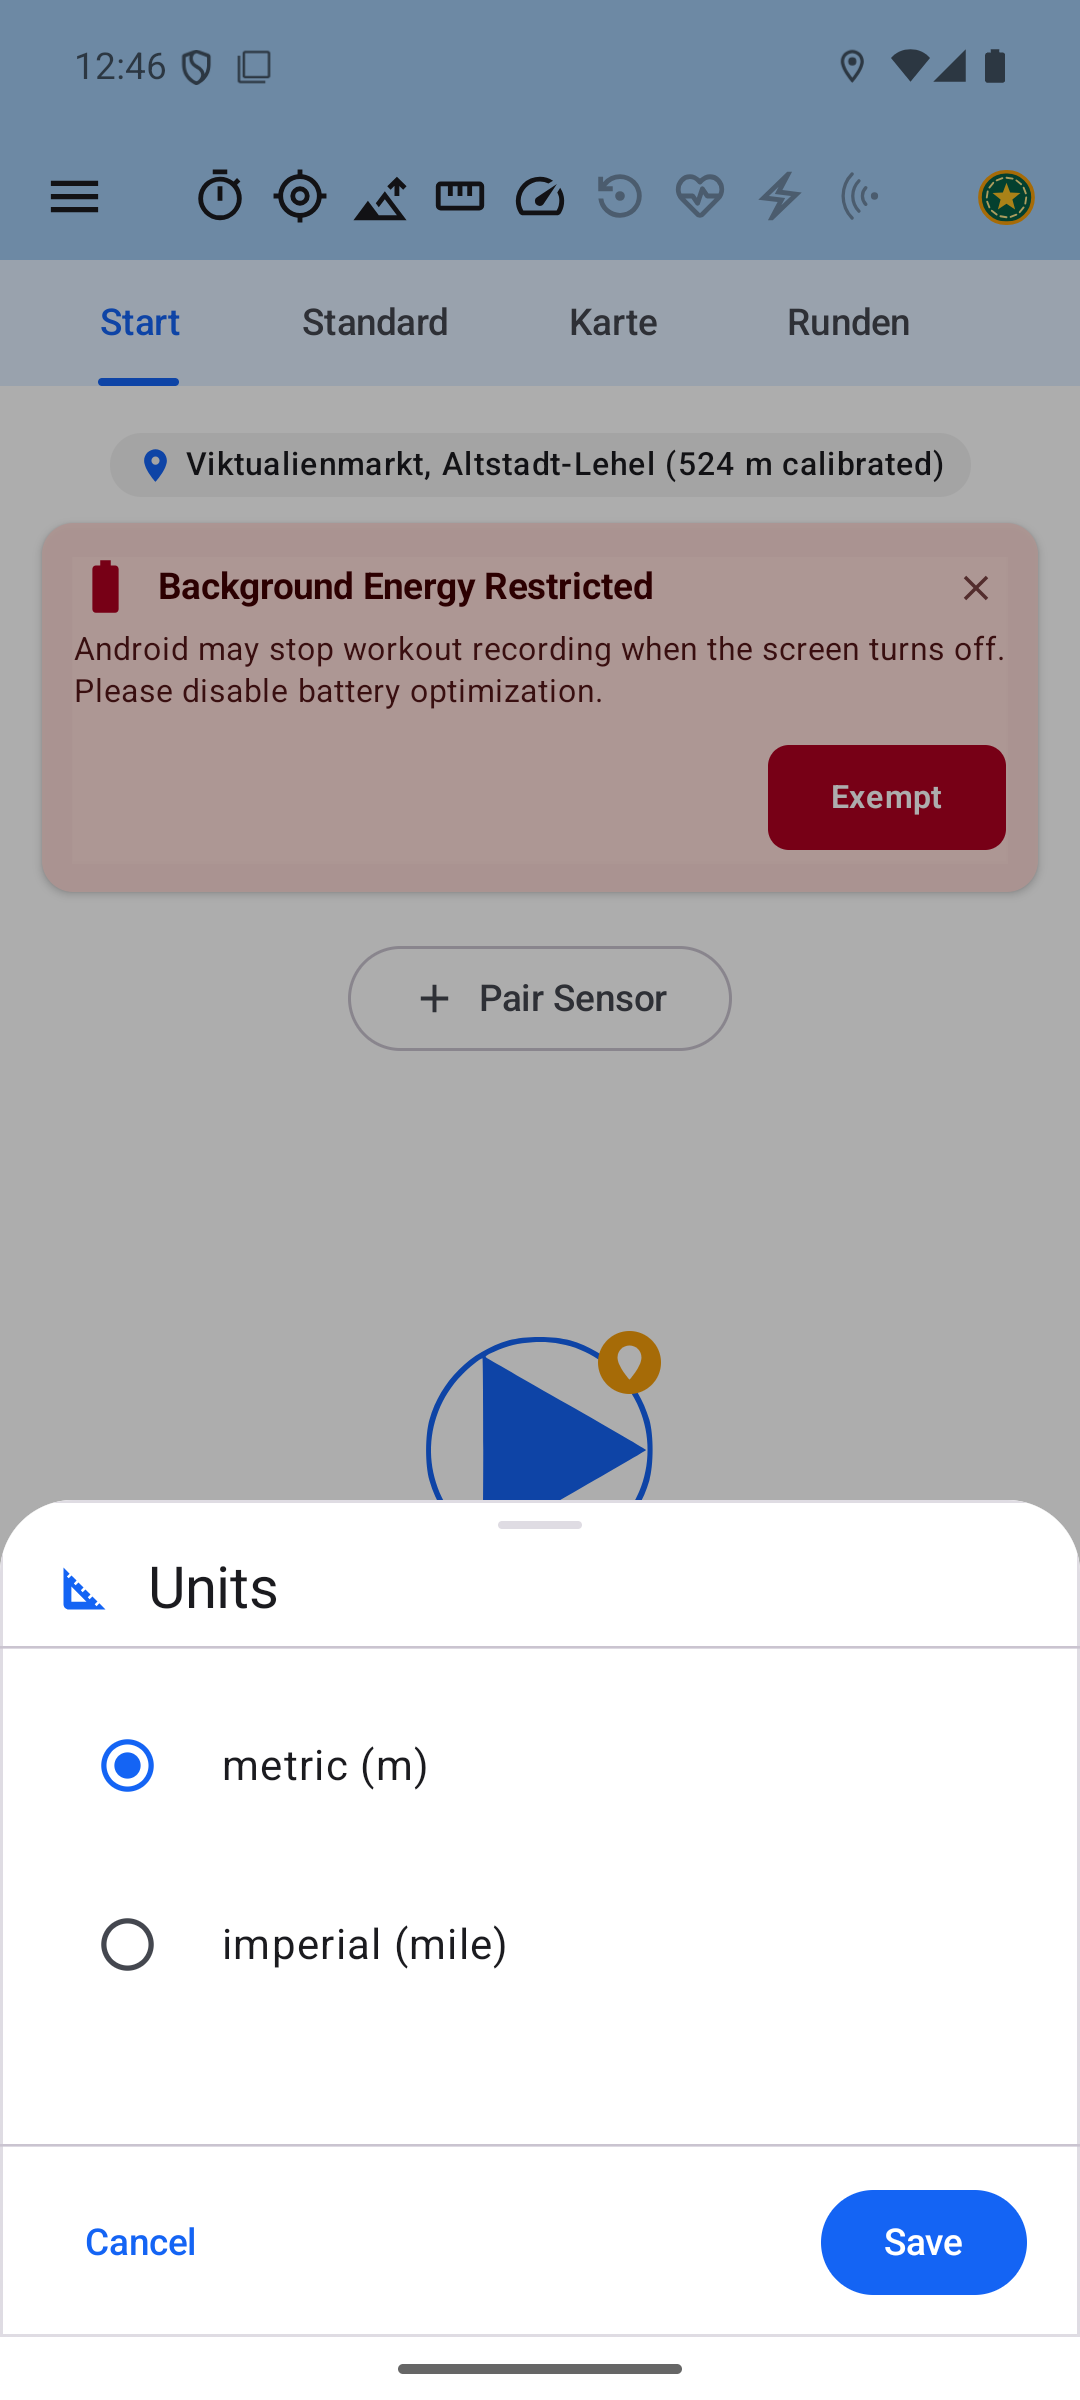 12:46
Start
Standard
Karte
Runden
Viktualienmarkt, Altstadt-Lehel (524 m calibrated)
Background Energy Restricted
Android may stop workout recording when the screen turns off.
Please disable battery optimization.
Exempt
Pair Sensor
Units
metric (m)
imperial (mile)
Cancel
Save